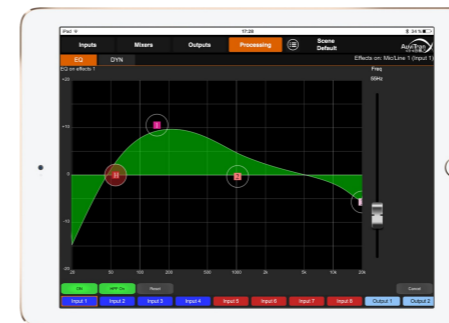 iPad
17:28
34 %
Inputs
Mixers
Outputs
Processing
Scene
Default
AuviTran
EQ
DYN
Effects on: Mic/Line 1 (Input 1)
EQ on effects 1
Freq
+20
+10
0
-10
-20
20
50
100
200
500
1000
2k
5k
10k
20k
ON
HPF On
Reset
Cancel
Input 1
Input 2
Input 3
Input 4
Input 5
Input 6
Input 7
Input 8
Output 1
Output 2